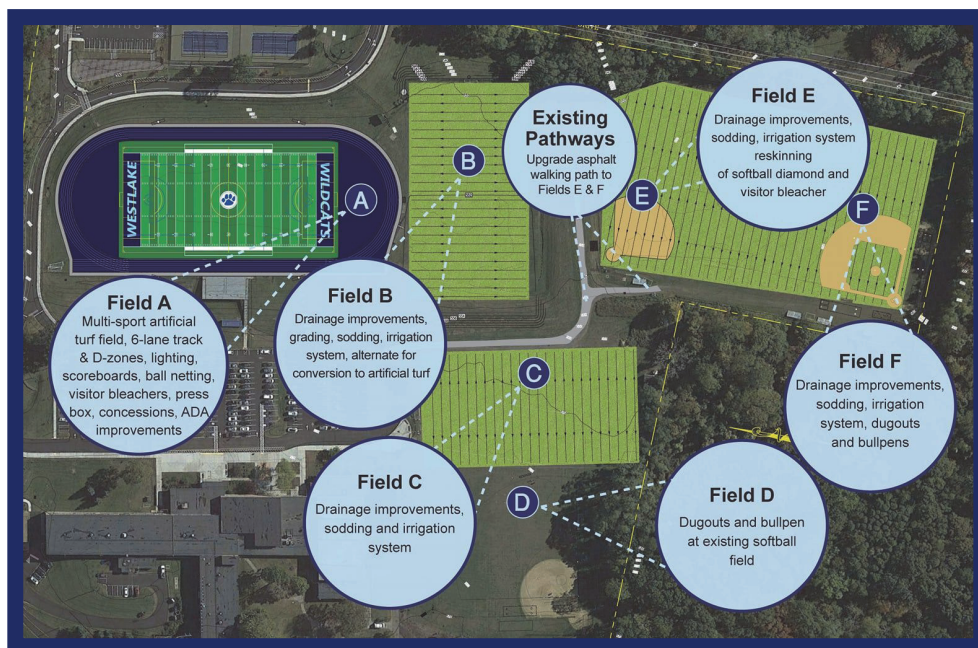 Existing
Pathways
Upgrade asphalt
walking path to
Fields E & F
Field E
Drainage improvements,
sodding, irrigation system
reskinning
of softball diamond and
visitor bleacher
WESTLAKE
WILDCATS
A
B
E
F
Field A
Multi-sport artificial
turf field, 6-lane track
& D-zones, lighting,
scoreboards, ball netting,
visitor bleachers, press
box, concessions, ADA
improvements
Field B
Drainage improvements,
grading, sodding, irrigation
system, alternate for
conversion to artificial turf
C
Field F
Drainage improvements,
sodding, irrigation
system, dugouts
and bullpens
Field C
Drainage improvements,
sodding and irrigation
system
D
Field D
Dugouts and bullpen
at existing softball
field